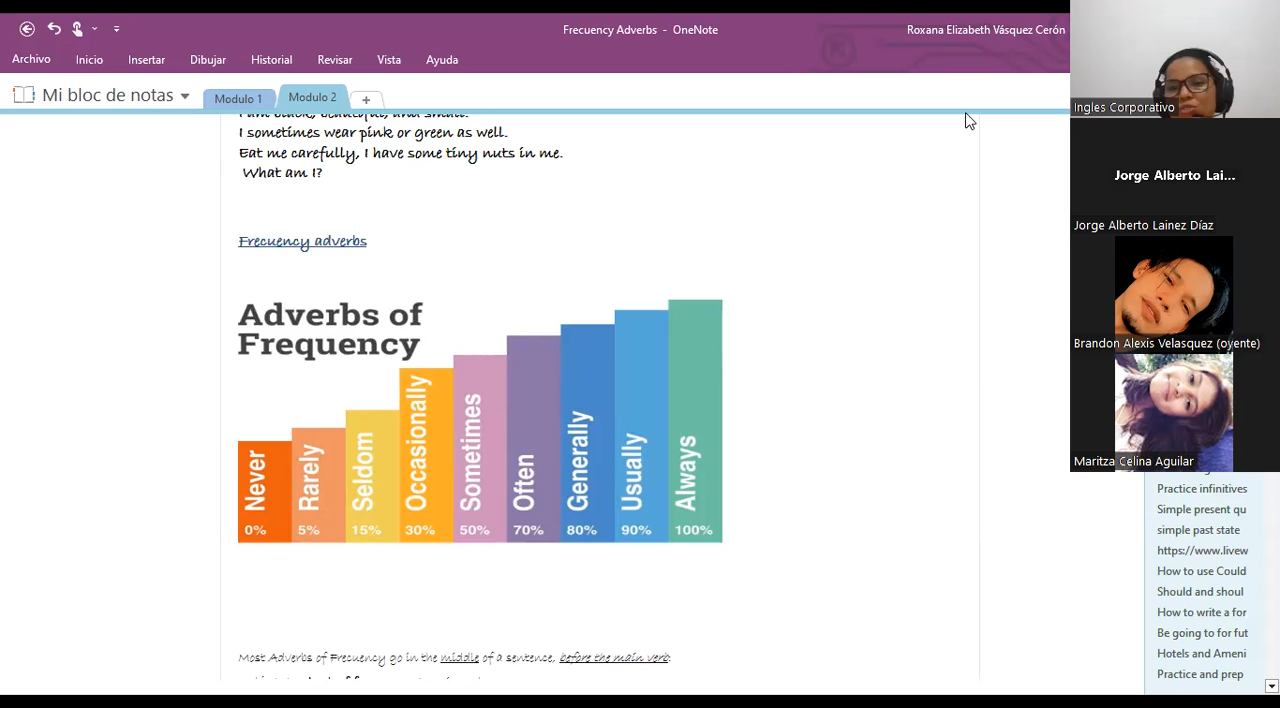 Frecuency Adverbs - OneNote
Roxana Elizabeth Vásquez Cerón
Archivo
Inicio
Insertar
Dibujar
Historial
Revisar
Vista
Ayuda
Mi bloc de notas
Modulo 1
Modulo 2
I am black, beautiful, and small.
I sometimes wear pink or green as well.
Eat me carefully, I have some tiny nuts in me.
What am I?
Frecuency adverbs
Adverbs of
Frequency
Never
0%
Rarely
5%
Seldom
15%
Occasionally
30%
Sometimes
50%
Often
70%
Generally
80%
Usually
90%
Always
100%
Most Adverbs of Frecuency go in the middle of a sentence, before the main verb:
Ingles Corporativo
Jorge Alberto Lai...
Jorge Alberto Lainez Díaz
Brandon Alexis Velasquez (oyente)
Maritza Celina Aguilar
Practice infinitives
Simple present qu
simple past state
https://www.livew
How to use Could
Should and shoul
How to write a for
Be going to for fut
Hotels and Ameni
Practice and prep